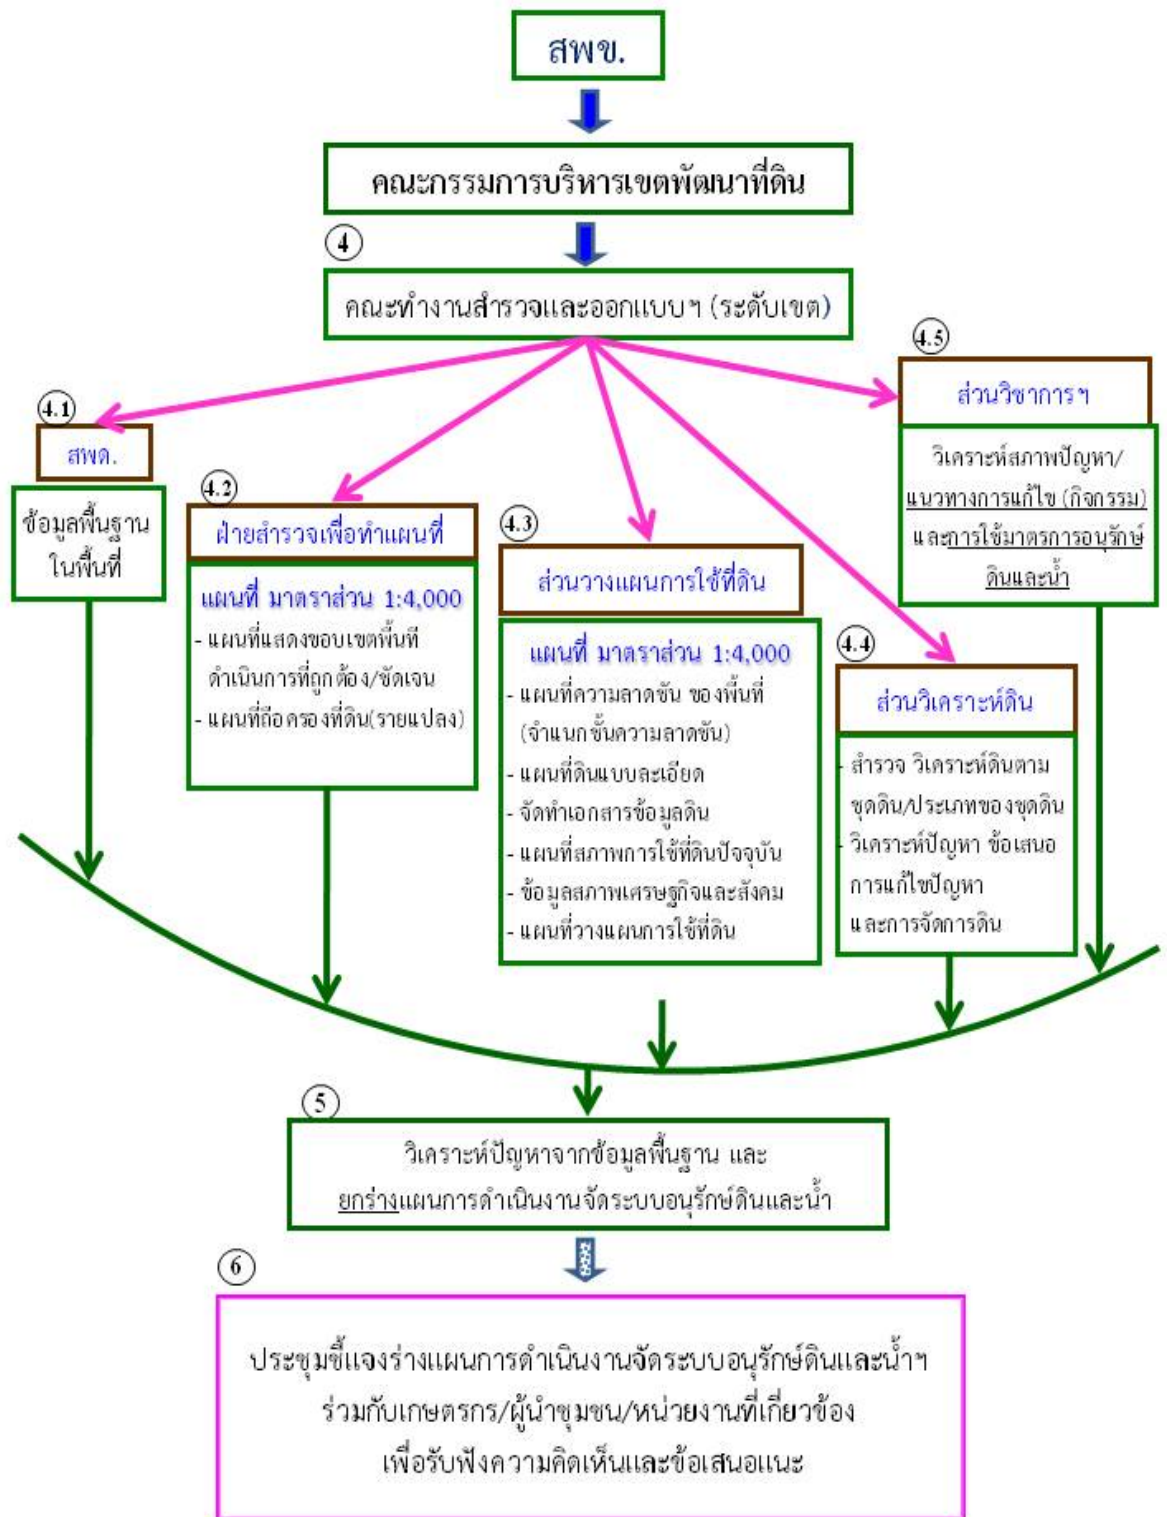 สพข.
คณะกรรมการบริหารเขตพัฒนาที่ดิน
4
คณะทำงานสำรวจและออกแบบฯ (ระดับเขต)
4.1
สพด.
ข้อมูลพื้นฐาน
ในพื้นที่
4.2
ฝ่ายสำรวจเพื่อทำแผนที่
แผนที่ มาตราส่วน 1:4,000
- แผนที่แสดงขอบเขตพื้นที่
ดำเนินการที่ถูกต้อง/ชัดเจน
- แผนที่ถือครองที่ดิน(รายแปลง)
4.3
ส่วนวางแผนการใช้ที่ดิน
แผนที่ มาตราส่วน 1:4,000
- แผนที่ความลาดชัน ของพื้นที่
(จำแนกชั้นความลาดชัน)
- แผนที่ดินแบบละเอียด
- จัดทำเอกสารข้อมูลดิน
- แผนที่สภาพการใช้ที่ดินปัจจุบัน
- ข้อมูลสภาพเศรษฐกิจและสังคม
- แผนที่วางแผนการใช้ที่ดิน
4.4
ส่วนวิเคราะห์ดิน
- สำรวจ วิเคราะห์ดินตาม
ชุดดิน/ประเภทของชุดดิน
- วิเคราะห์ปัญหา ข้อเสนอ
การแก้ไขปัญหา
และการจัดการดิน
4.5
ส่วนวิชาการฯ
วิเคราะห์สภาพปัญหา/
แนวทางการแก้ไข (กิจกรรม)
และการใช้มาตรการอนุรักษ์
ดินและน้ำ
5
วิเคราะห์ปัญหาจากข้อมูลพื้นฐาน และ
ยกร่างแผนการดำเนินงานจัดระบบอนุรักษ์ดินและน้ำ
6
ประชุมชี้แจงร่างแผนการดำเนินงานจัดระบบอนุรักษ์ดินและน้ำฯ
ร่วมกับเกษตรกร/ผู้นำชุมชน/หน่วยงานที่เกี่ยวข้อง
เพื่อรับฟังความคิดเห็นและข้อเสนอแนะ